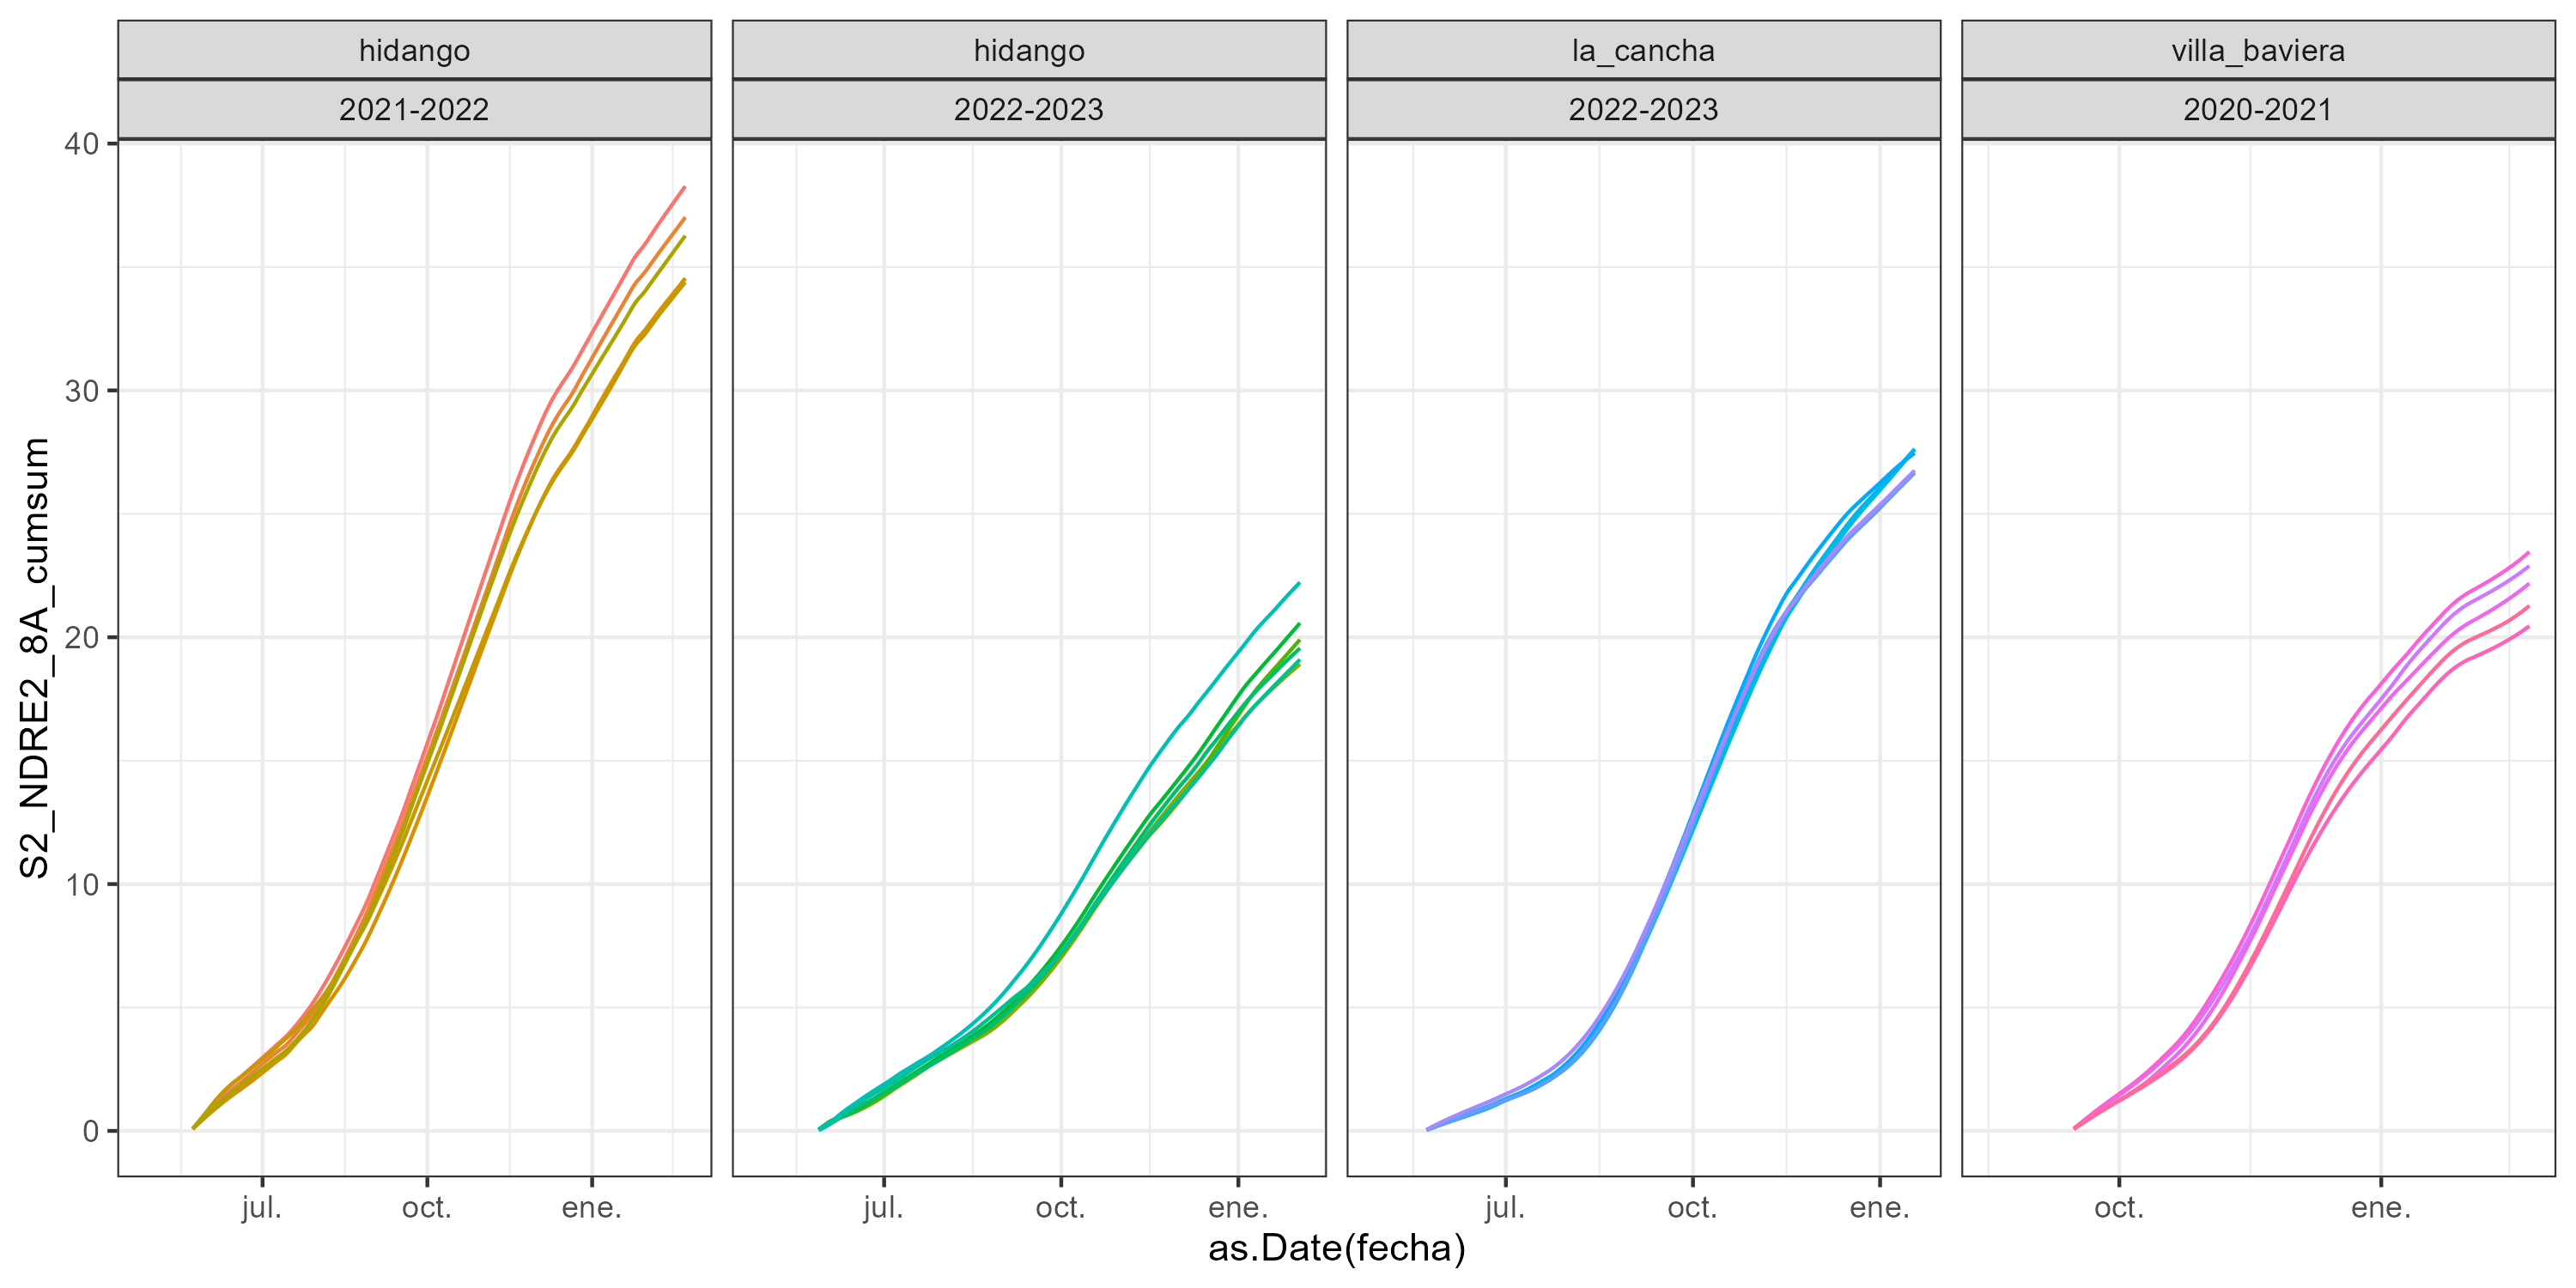 hidango hidango la_cancha villa_baviera
2021-2022 2022-2023 2022-2023 2020-2021
40
30
20
10
0
S2_NDRE2_8A_cumsum
jul. oct. ene. jul. oct. ene. jul. oct. ene. oct. ene.
as.Date(fecha)